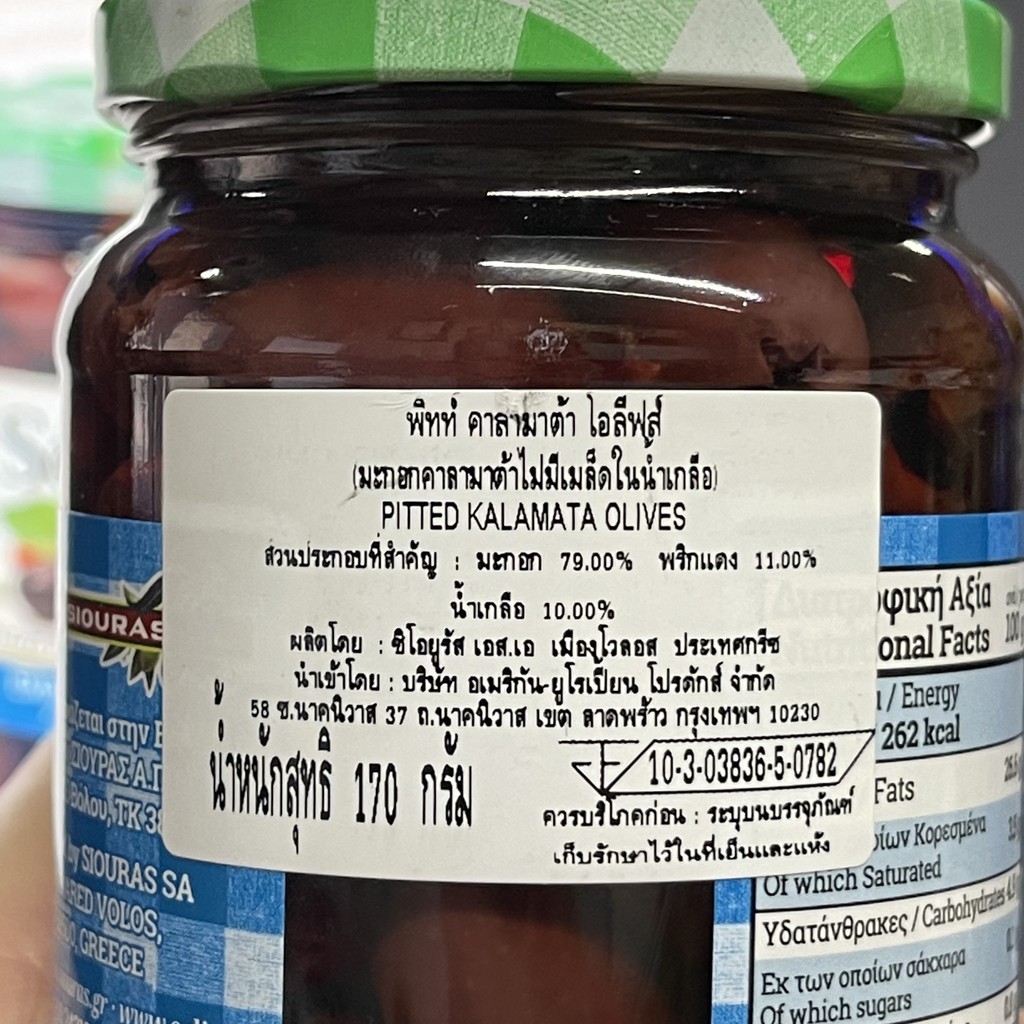 พิทท์ คาลามาต้า โอลีฟส์
(มะกอกคาลามาต้าไม่มีเมล็ดในน้ำเกลือ)
PITTED KALAMATA OLIVES
ส่วนประกอบที่สำคัญ : มะกอก 79.00% พริกแดง 11.00%
น้ำเกลือ 10.00%
ผลิตโดย : ซิโอยูรัส เอส.เอ เมืองโวลอส ประเทศกรีซ
นำเข้าโดย : บริษัท อเมริกัน-ยูโรเปี้ยน โปรดักส์ จำกัด
58 ซ.นาคนิวาส 37 ถ.นาคนิวาส เขต ลาดพร้าว กรุงเทพฯ 10230
น้ำหนักสุทธิ 170 กรัม
10-3-03836-5-0782
ควรบริโภคก่อน : ระบุบนบรรจุภัณฑ์
เก็บรักษาไว้ในที่เย็นและแห้ง
SIOURAS
στην
ΣΙΟΥΡΑΣ Α.Π
Βόλου, ΤΚ 38
by SIOURAS SA
VOLOS,
GREECE
Αξία
100
Facts
/ Energy
262 kcal
Fats
Κορεσμένα
Of which Saturated
Υδατάνθρακες / Carbohydrates
Εκ των οποίων σάκχαρα
Of which sugars